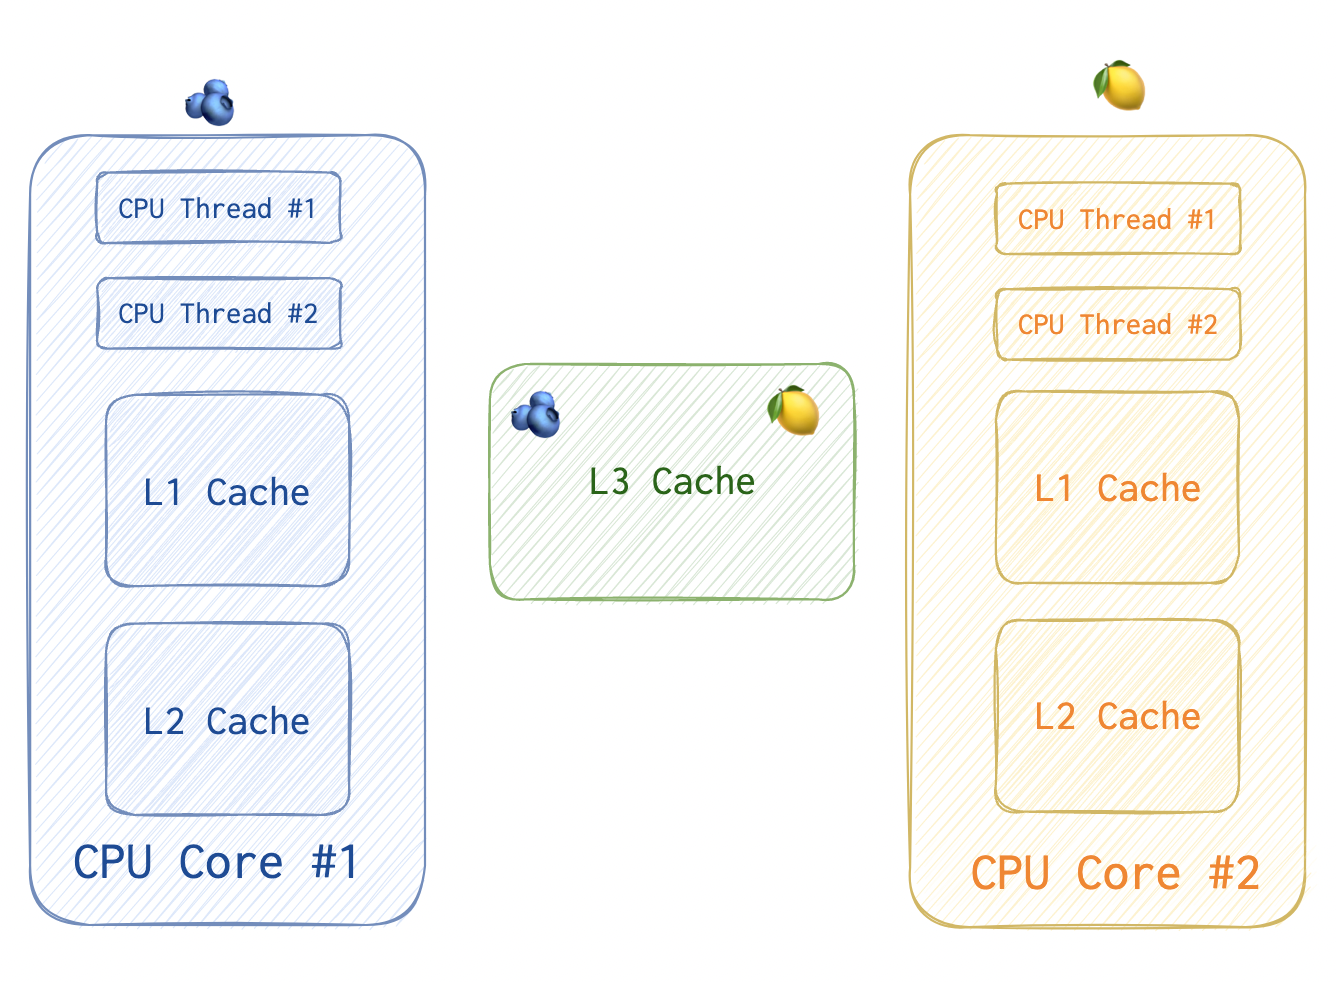 CPU Thread #1
CPU Thread #2
L1 Cache
L2 Cache
CPU Core #1
L3 Cache
CPU Thread #1
CPU Thread #2
L1 Cache
L2 Cache
CPU Core #2